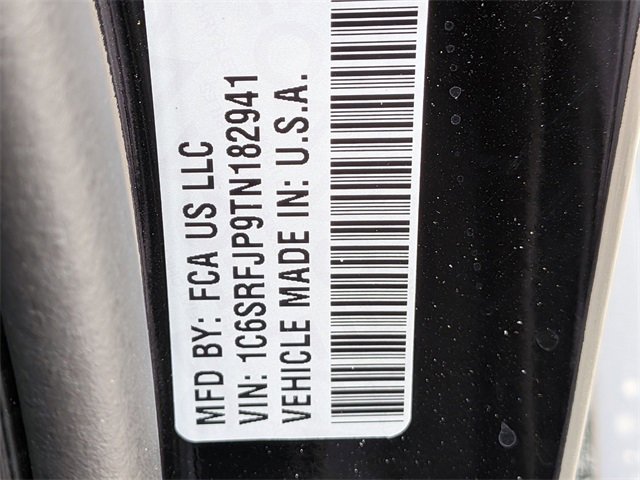 MFD BY: FCA US LLC
VIN: 1C6SRFJP9TN182941
VEHICLE MADE IN: U.S.A.